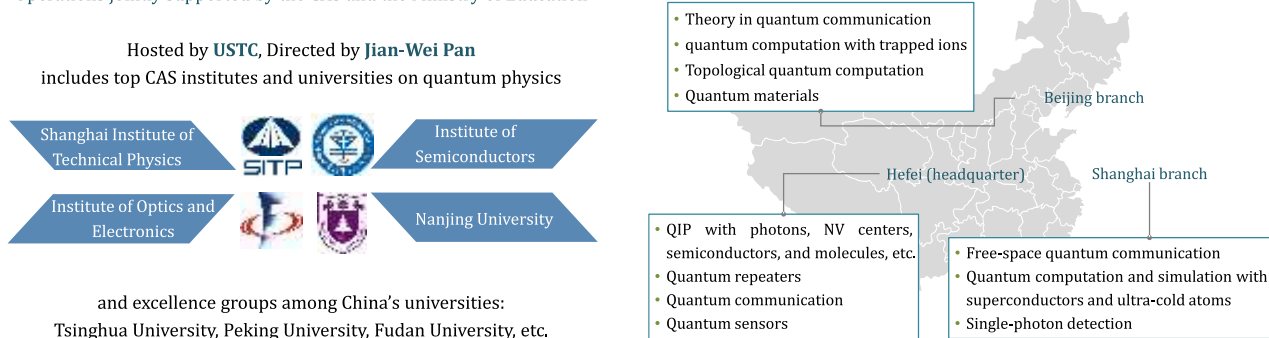 Hosted by USTC, Directed by Jian-Wei Pan
includes top CAS institutes and universities on quantum physics
Shanghai Institute of
Technical Physics
SITP
Institute of
Semiconductors
Institute of Optics and
Electronics
Nanjing University
and excellence groups among China's universities:
Tsinghua University, Peking University, Fudan University, etc.
• Theory in quantum communication
• quantum computation with trapped ions
• Topological quantum computation
• Quantum materials
Beijing branch
Hefei (headquarter)
Shanghai branch
• QIP with photons, NV centers,
semiconductors, and molecules, etc.
• Quantum repeaters
• Quantum communication
• Quantum sensors
• Free-space quantum communication
• Quantum computation and simulation with
superconductors and ultra-cold atoms
• Single-photon detection